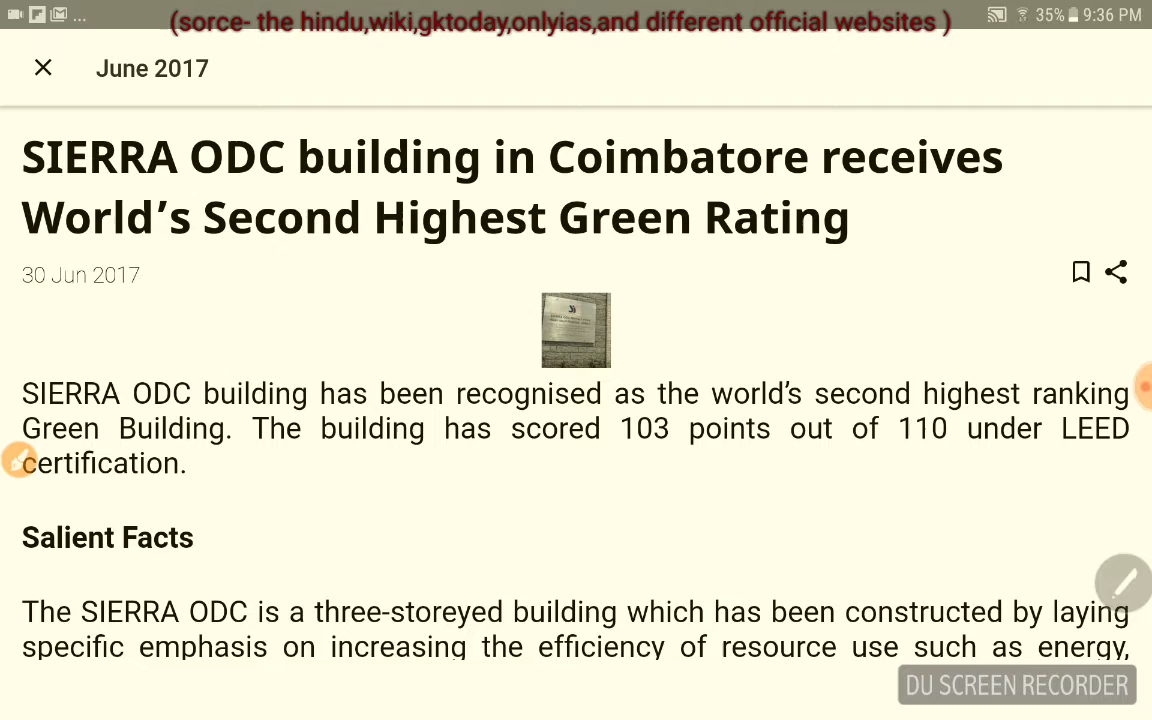 (sorce- the hindu,wiki,gktoday,onlyias,and different official websites )
... 35% 9:36 PM
June 2017
SIERRA ODC building in Coimbatore receives
World’s Second Highest Green Rating
30 Jun 2017
SIERRA ODC building has been recognised as the world’s second highest ranking
Green Building. The building has scored 103 points out of 110 under LEED
certification.
Salient Facts
The SIERRA ODC is a three-storeyed building which has been constructed by laying
specific emphasis on increasing the efficiency of resource use such as energy,
DU SCREEN RECORDER